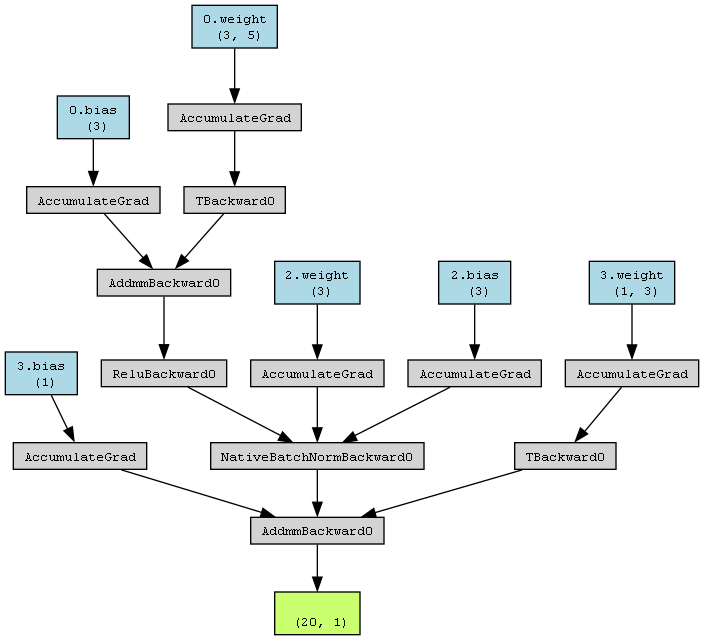 0.weight
(3, 5)
0.bias
(3)
AccumulateGrad
AccumulateGrad
TBackward0
AddmmBackward0
2.weight
(3)
2.bias
(3)
3.weight
(1, 3)
3.bias
(1)
ReluBackward0
AccumulateGrad
AccumulateGrad
AccumulateGrad
AccumulateGrad
NativeBatchNormBackward0
TBackward0
AddmmBackward0
(20, 1)